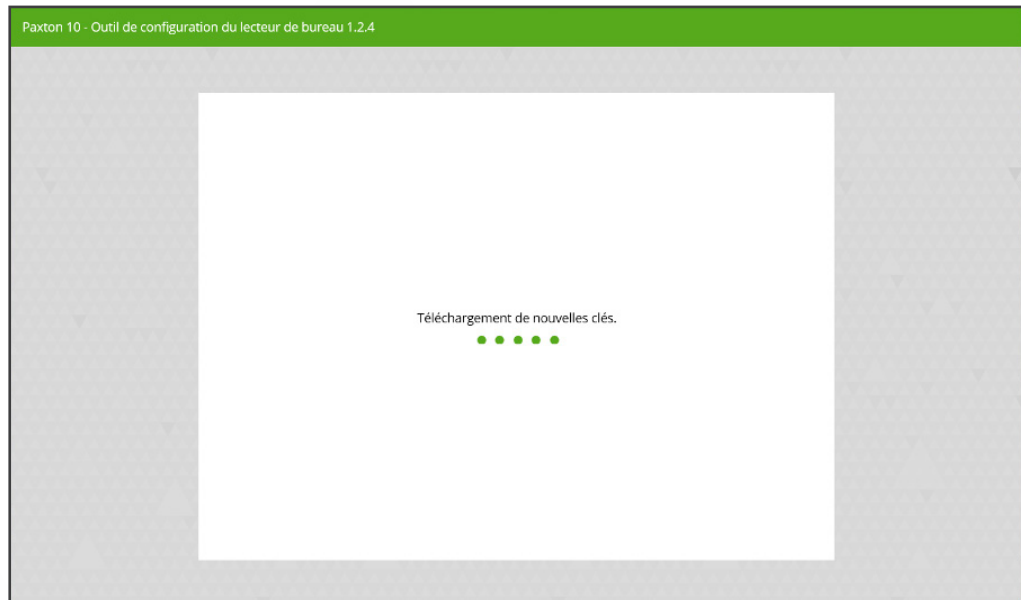 Paxton 10 - Outil de configuration du lecteur de bureau 1.2.4
Téléchargement de nouvelles clés.